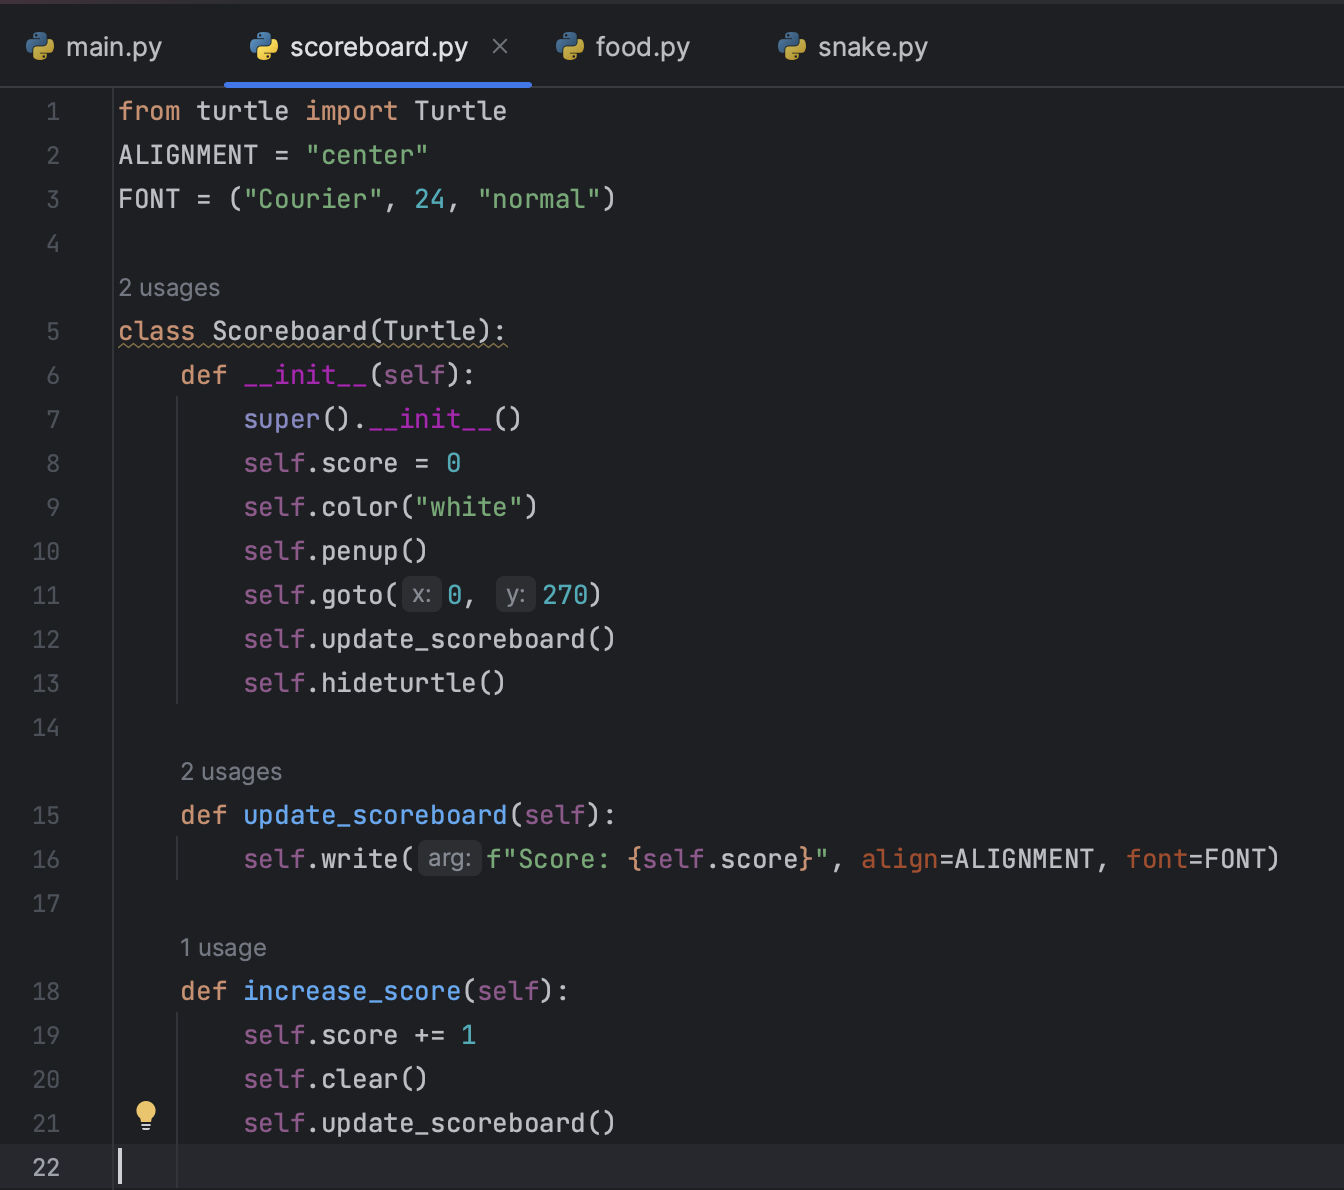 main.py scoreboard.py food.py snake.py
1 from turtle import Turtle
2 ALIGNMENT = "center"
3 FONT = ("Courier", 24, "normal")
4
2 usages
5 class Scoreboard(Turtle):
6     def __init__(self):
7         super().__init__()
8         self.score = 0
9         self.color("white")
10         self.penup()
11         self.goto(x: 0, y: 270)
12         self.update_scoreboard()
13         self.hideturtle()
14
2 usages
15     def update_scoreboard(self):
16         self.write(arg: f"Score: {self.score}", align=ALIGNMENT, font=FONT)
17
1 usage
18     def increase_score(self):
19         self.score += 1
20         self.clear()
21         self.update_scoreboard()
22